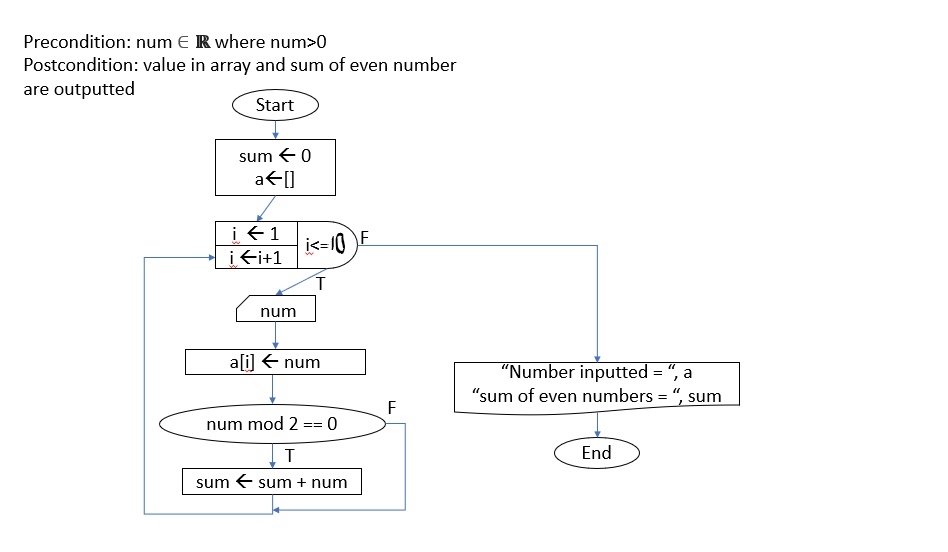 Precondition: num ∈ ℝ where num>0
Postcondition: value in array and sum of even number
are outputted
Start
sum ← 0
a←[]
i ← 1
i ←i+1
i<=10
F
T
num
a[i] ← num
num mod 2 == 0
F
T
sum ← sum + num
“Number inputted = “, a
“sum of even numbers = “, sum
End